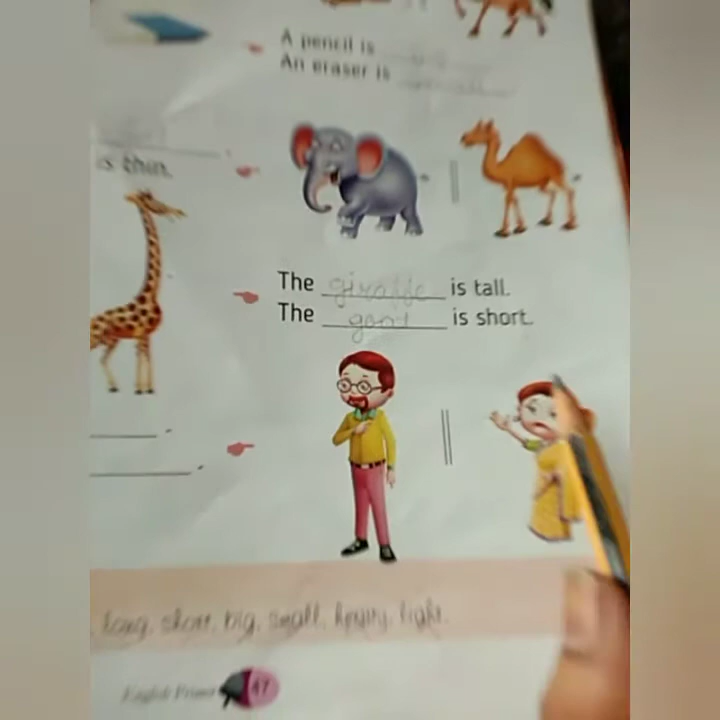 A pencil is
An eraser is
is thin.
The giraffe is tall.
The goat is short.
long, short, big, small, heavy, light.
English Primer 47